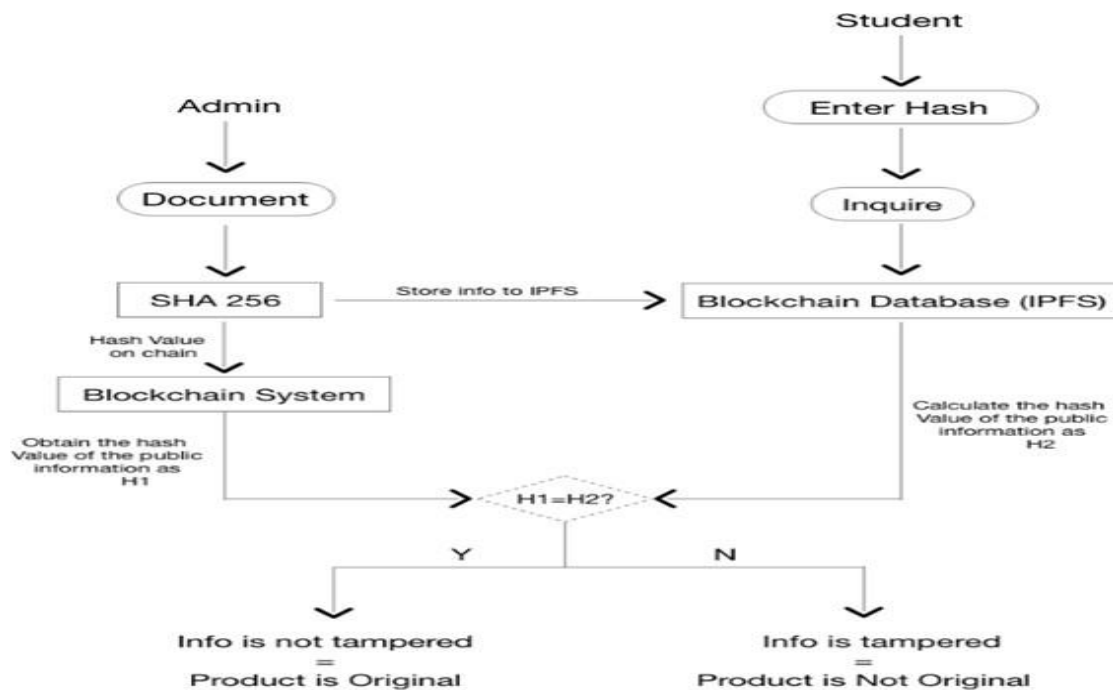 Student
Admin
Enter Hash
Document
Inquire
SHA 256
Store info to IPFS
Blockchain Database (IPFS)
Hash Value
on chain
Blockchain System
Obtain the hash
Value of the public
information as
H1
Calculate the hash
Value of the public
information as
H2
H1=H2?
Y
N
Info is not tampered
=
Product is Original
Info is tampered
=
Product is Not Original